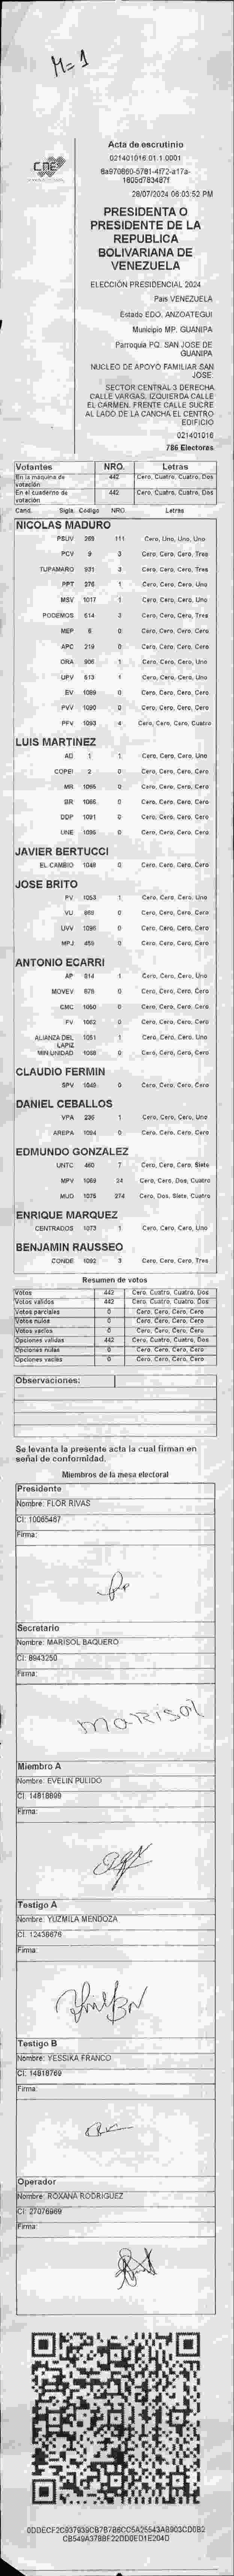 M=1
CNE
Acta de escrutinio
021401016.01.1.0001
28/07/2024 06:03:52 PM
PRESIDENTA O
PRESIDENTE DE LA
REPUBLICA
BOLIVARIANA DE
VENEZUELA
ELECCIÓN PRESIDENCIAL 2024
País VENEZUELA
Estado EDO. ANZOATEGUI
Municipio MP. GUANIPA
Parroquia PQ. SAN JOSE DE
GUANIPA
NUCLEO DE APOYO FAMILIAR SAN
JOSE.
SECTOR CENTRAL 3 DERECHA
CALLE VARGAS. IZQUIERDA CALLE
EL CARMEN. FRENTE CALLE SUCRE
AL LADO DE LA CANCHA EL CENTRO
EDIFICIO
021401016
786 Electores
Votantes NRO. Letras
En la máquina de votación 442 Cero, Cuatro, Cuatro, Dos
En el cuaderno de votación 442 Cero, Cuatro, Cuatro, Dos
Cand. Sigla Código NRO Letras
NICOLAS MADURO
PSUV 269 111 Cero, Uno, Uno, Uno
PCV 9 3 Cero, Cero, Cero, Tres
TUPAMARO 931 3 Cero, Cero, Cero, Tres
PPT 276 1 Cero, Cero, Cero, Uno
MSV 1017 1 Cero, Cero, Cero, Uno
PODEMOS 614 3 Cero, Cero, Cero, Tres
MEP 6 0 Cero, Cero, Cero, Cero
APC 219 0 Cero, Cero, Cero, Cero
ORA 906 1 Cero, Cero, Cero, Uno
UPV 613 1 Cero, Cero, Cero, Uno
EV 1089 0 Cero, Cero, Cero, Cero
PVV 1090 0 Cero, Cero, Cero, Cero
PFV 1093 4 Cero, Cero, Cero, Cuatro
LUIS MARTINEZ
AD 1 1 Cero, Cero, Cero, Uno
COPEI 2 0 Cero, Cero, Cero, Cero
MR 1065 0 Cero, Cero, Cero, Cero
BR 1066 0 Cero, Cero, Cero, Cero
DDP 1091 0 Cero, Cero, Cero, Cero
UNE 1095 0 Cero, Cero, Cero, Cero
JAVIER BERTUCCI
EL CAMBIO 1048 0 Cero, Cero, Cero, Cero
JOSE BRITO
PV 1053 1 Cero, Cero, Cero, Uno
VU 868 0 Cero, Cero, Cero, Cero
UVV 1096 0 Cero, Cero, Cero, Cero
MPJ 455 0 Cero, Cero, Cero, Cero
ANTONIO ECARRI
AP 914 1 Cero, Cero, Cero, Uno
MOVEV 679 0 Cero, Cero, Cero, Cero
CMC 1050 0 Cero, Cero, Cero, Cero
FV 1062 0 Cero, Cero, Cero, Cero
ALIANZA DEL LAPIZ 1051 1 Cero, Cero, Cero, Uno
MIN UNIDAD 1058 0 Cero, Cero, Cero, Cero
CLAUDIO FERMIN
SPV 1049 0 Cero, Cero, Cero, Cero
DANIEL CEBALLOS
VPA 236 1 Cero, Cero, Cero, Uno
AREPA 1094 0 Cero, Cero, Cero, Cero
EDMUNDO GONZALEZ
UNTC 460 7 Cero, Cero, Cero, Siete
MPV 1069 24 Cero, Cero, Dos, Cuatro
MUD 1075 274 Cero, Dos, Siete, Cuatro
ENRIQUE MARQUEZ
CENTRADOS 1073 1 Cero, Cero, Cero, Uno
BENJAMIN RAUSSEO
CONDE 1092 3 Cero, Cero, Cero, Tres
Resumen de votos
Votos 442 Cero, Cuatro, Cuatro, Dos
Votos validos 442 Cero, Cuatro, Cuatro, Dos
Votos parciales 0 Cero, Cero, Cero, Cero
Votos nulos 0 Cero, Cero, Cero, Cero
Votos vacíos 0 Cero, Cero, Cero, Cero
Opciones validas 442 Cero, Cuatro, Cuatro, Dos
Opciones nulas 0 Cero, Cero, Cero, Cero
Opciones vacías 0 Cero, Cero, Cero, Cero
Observaciones:
Se levanta la presente acta la cual firman en
señal de conformidad.
Miembros de la mesa electoral
Presidente
Nombre: FLOR RIVAS
CI: 10065467
Firma:
Secretario
Nombre: MARISOL BAQUERO
CI: 8943250
Firma:
MaRisol
Miembro A
Nombre: EVELIN PULIDO
CI: 14818899
Firma:
Testigo A
Nombre: YUZMILA MENDOZA
CI: 12438676
Firma:
Testigo B
Nombre: YESSIKA FRANCO
CI: 14818769
Firma:
Operador
Nombre: ROXANA RODRIGUEZ
CI: 27076969
Firma: